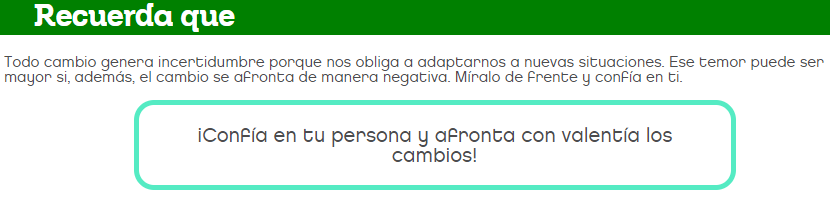 Recuerda que
Todo cambio genera incertidumbre porque nos obliga a adaptarnos a nuevas situaciones. Ese temor puede ser
mayor si, además, el cambio se afronta de manera negativa. Míralo de frente y confía en ti.
¡Confía en tu persona y afronta con valentía los
cambios!